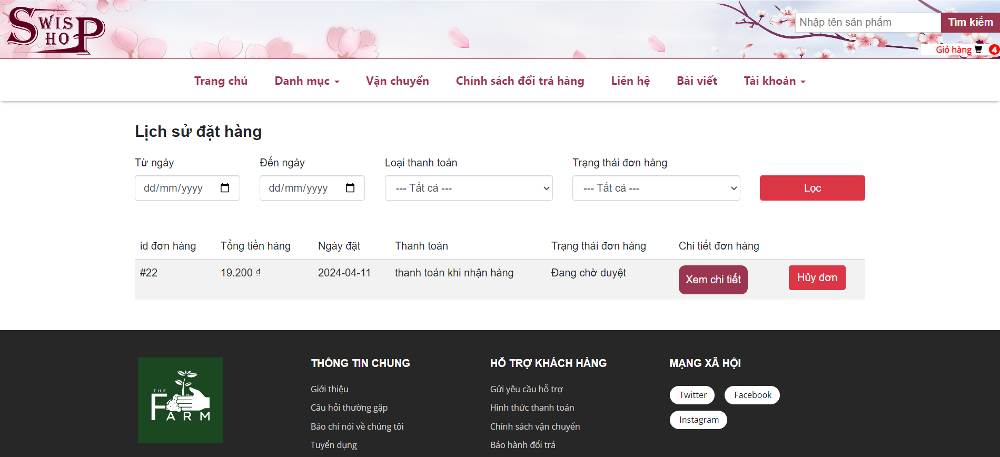 SWIS
SHOP
Nhập tên sản phẩm
Tìm kiếm
Giỏ hàng 4
Trang chủ Danh mục Vận chuyển Chính sách đổi trả hàng Liên hệ Bài viết Tài khoản
Lịch sử đặt hàng
Từ ngày Đến ngày Loại thanh toán Trạng thái đơn hàng
dd/mm/yyyy dd/mm/yyyy --- Tất cả --- --- Tất cả --- Lọc
id đơn hàng Tổng tiền hàng Ngày đặt Thanh toán Trạng thái đơn hàng Chi tiết đơn hàng
#22 19.200 ₫ 2024-04-11 thanh toán khi nhận hàng Đang chờ duyệt Xem chi tiết Hủy đơn
THE
FARM
THÔNG TIN CHUNG
Giới thiệu
Câu hỏi thường gặp
Báo chí nói về chúng tôi
Tuyển dụng
HỖ TRỢ KHÁCH HÀNG
Gửi yêu cầu hỗ trợ
Hình thức thanh toán
Chính sách vận chuyển
Bảo hành đổi trả
MẠNG XÃ HỘI
Twitter Facebook
Instagram